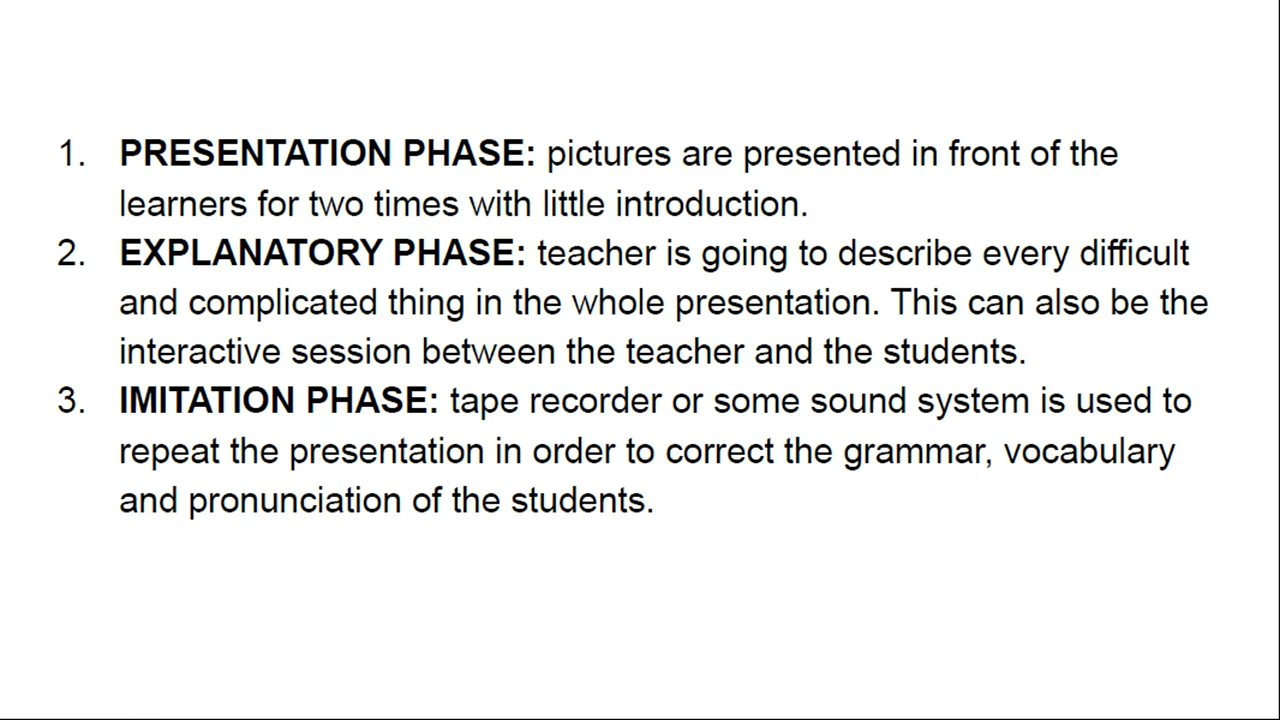 1. PRESENTATION PHASE: pictures are presented in front of the
learners for two times with little introduction.
2. EXPLANATORY PHASE: teacher is going to describe every difficult
and complicated thing in the whole presentation. This can also be the
interactive session between the teacher and the students.
3. IMITATION PHASE: tape recorder or some sound system is used to
repeat the presentation in order to correct the grammar, vocabulary
and pronunciation of the students.